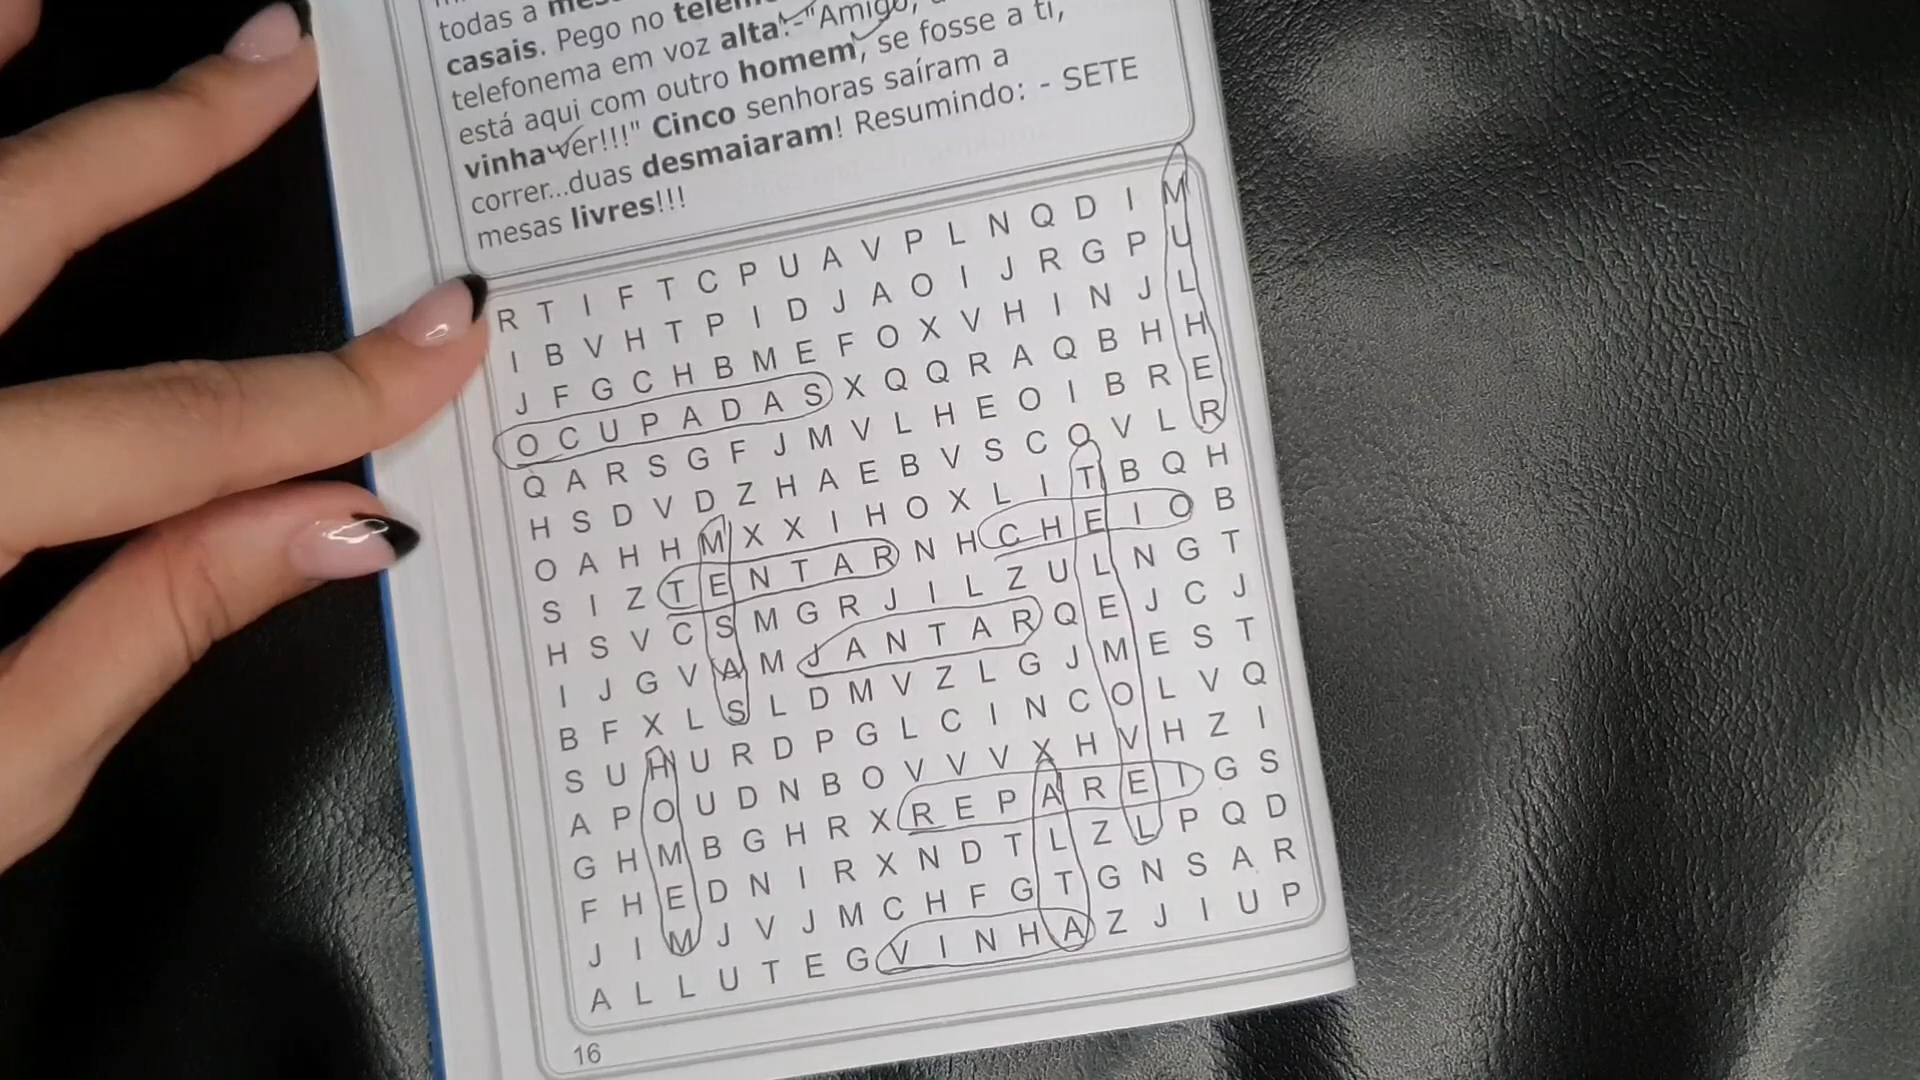 todas a
casais. Pego no
telefonema em voz alta: -"Amigo,
está aqui com outro homem, se fosse a ti,
vinha ver!!!" Cinco senhoras saíram a
correr...duas desmaiaram! Resumindo: - SETE
mesas livres!!!
R T I F T C P U A V P L N Q D I M
I B V H T P I D J A O I J R G P U
J F G C H B M E F O X V H I N J L
O C U P A D A S X Q Q R A Q B H H
Q A R S G F J M V L H E O I B R E
H S D V D Z H A E B V S C O V L R
O A H H M X X I H O X L I T B Q H
S I Z T E N T A R N H C H E I O B
H S V C S M G R J I L Z U L N G T
I J G V A M J A N T A R Q E J C J
B F X L S L D M V Z L G J M E S T
S U H U R D P G L C I N C O L V Q
A P O U D N B O V V V X H V H Z I
G H M B G H R X R E P A R E I G S
F H E D N I R X N D T L Z L P Q D
J I M J V J M C H F G T G N S A R
A L L U T E G V I N H A Z J I U P
16